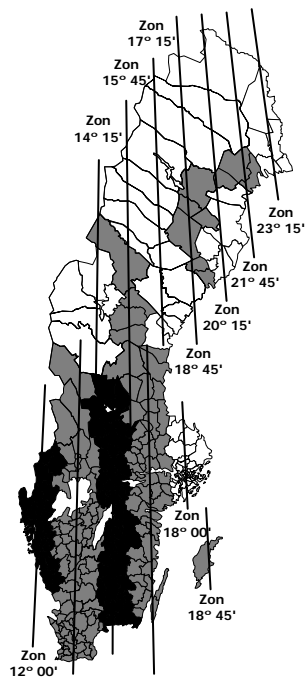 Zon
17° 15'
Zon
15° 45'
Zon
14° 15'
Zon
23° 15'
Zon
21° 45'
Zon
20° 15'
Zon
18° 45'
Zon
18° 00'
Zon
18° 45'
Zon
12° 00'